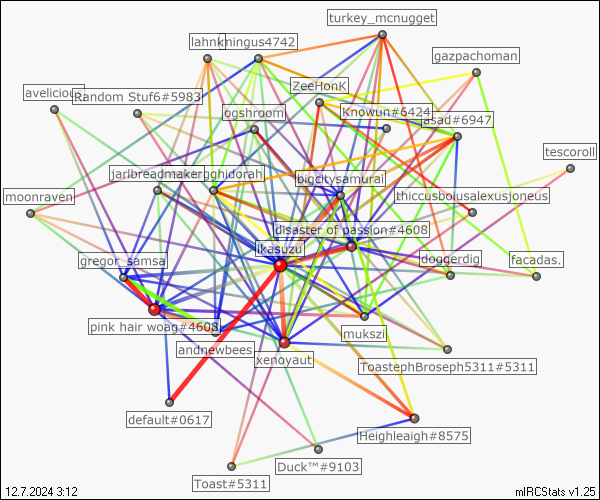 turkey_mcnugget
lahnk
mingus4742
gazpachoman
ZeeHonK
avelicious
Random Stuf6#5983
Knowun#6424
ogshroom
asad#6947
tescoroll
jarlbreadmaker
gghidorah
bigcitysamurai
thiccusboiusalexusjoneus
moonraven
disaster of passion#4608
ikasuzu
gregor_samsa
doggerdig
facadas.
pink hair woag#4608
mukszi
andnewbees
xenoyaut
ToastephBroseph5311#5311
default#0617
Heighleaigh#8575
Duck™#9103
Toast#5311
12.7.2024 3:12
mIRCStats v1.25